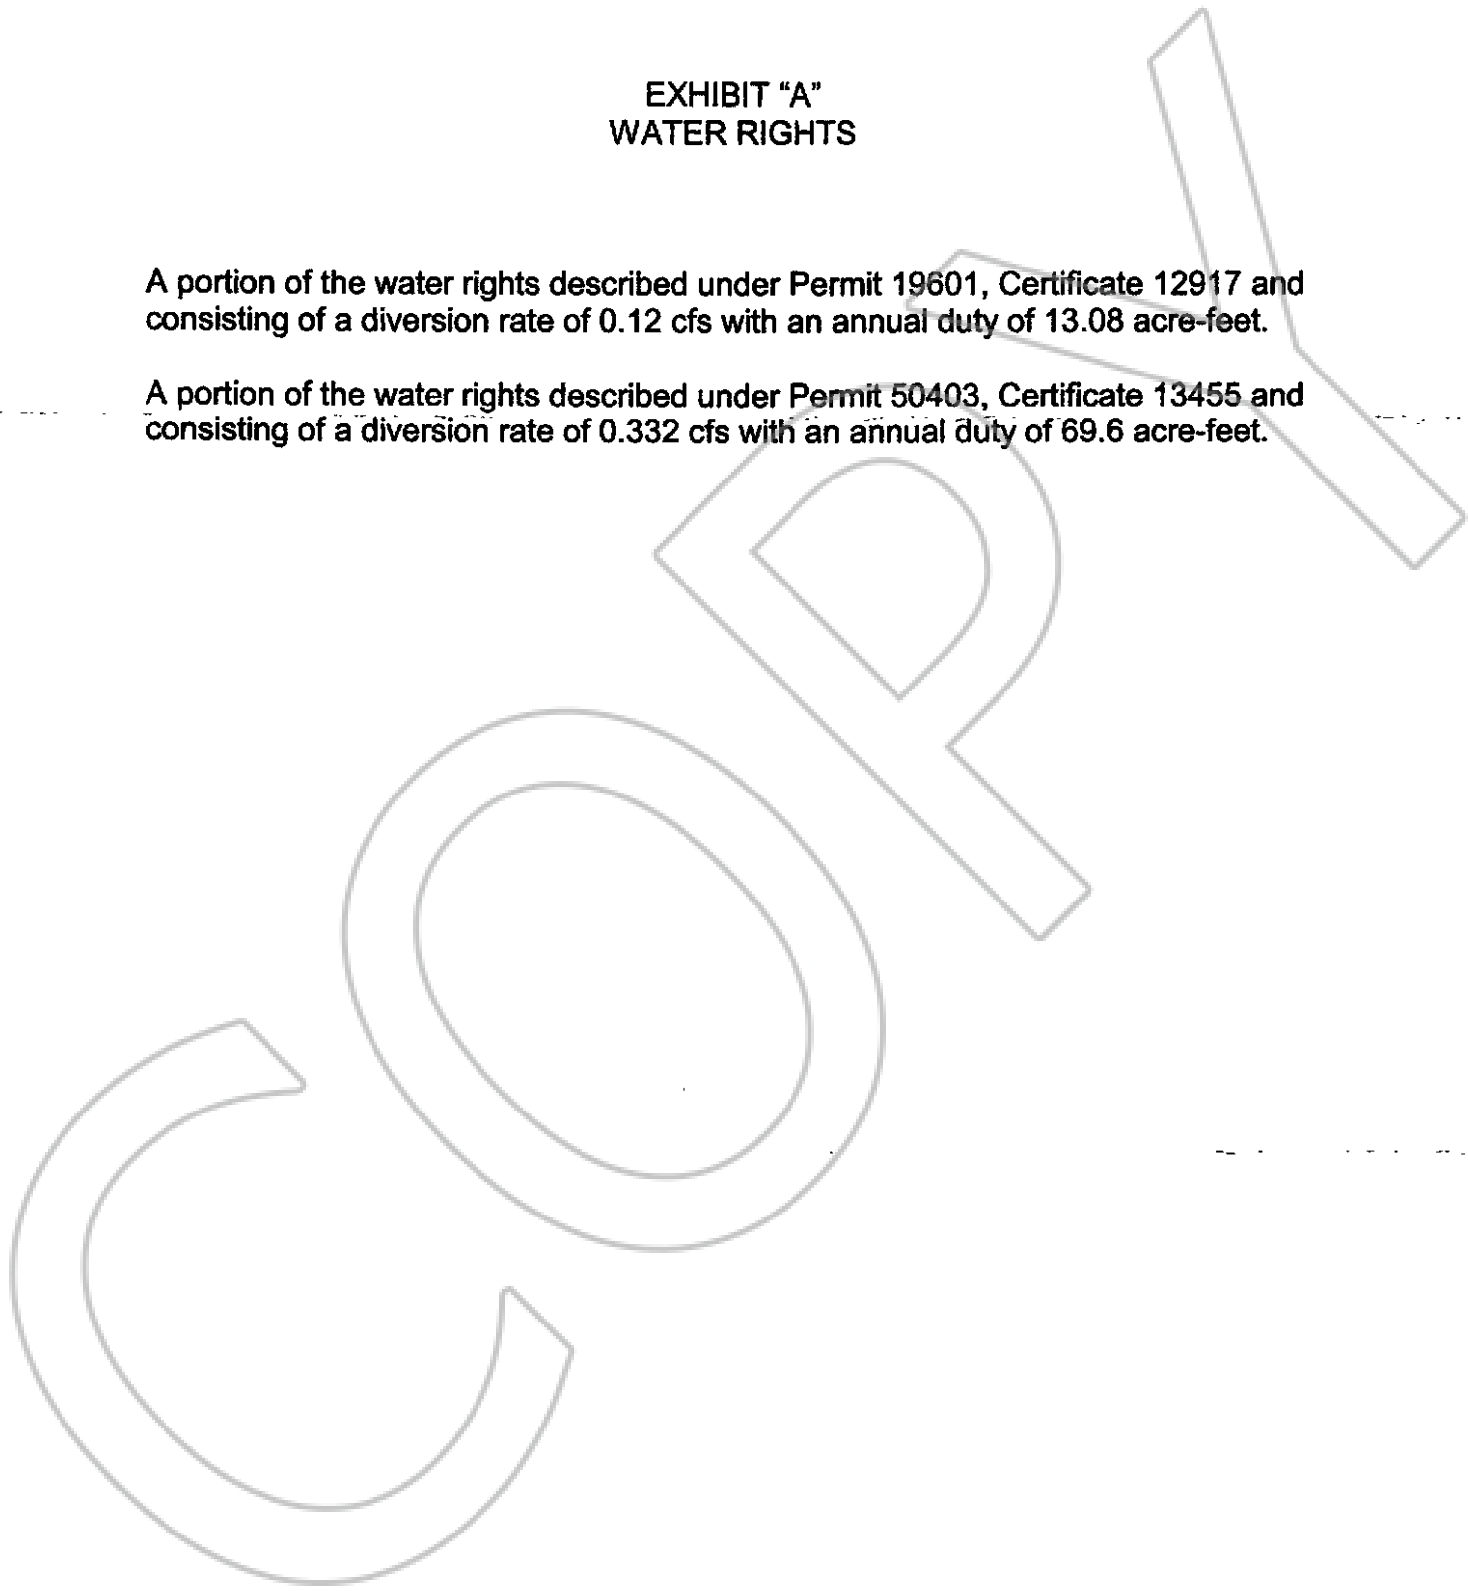 EXHIBIT “A”
WATER RIGHTS
A portion of the water rights described under Permit 19601, Certificate 12917 and
consisting of a diversion rate of 0.12 cfs with an annual duty of 13.08 acre-feet.
A portion of the water rights described under Permit 50403, Certificate 13455 and
consisting of a diversion rate of 0.332 cfs with an annual duty of 69.6 acre-feet.
COPY